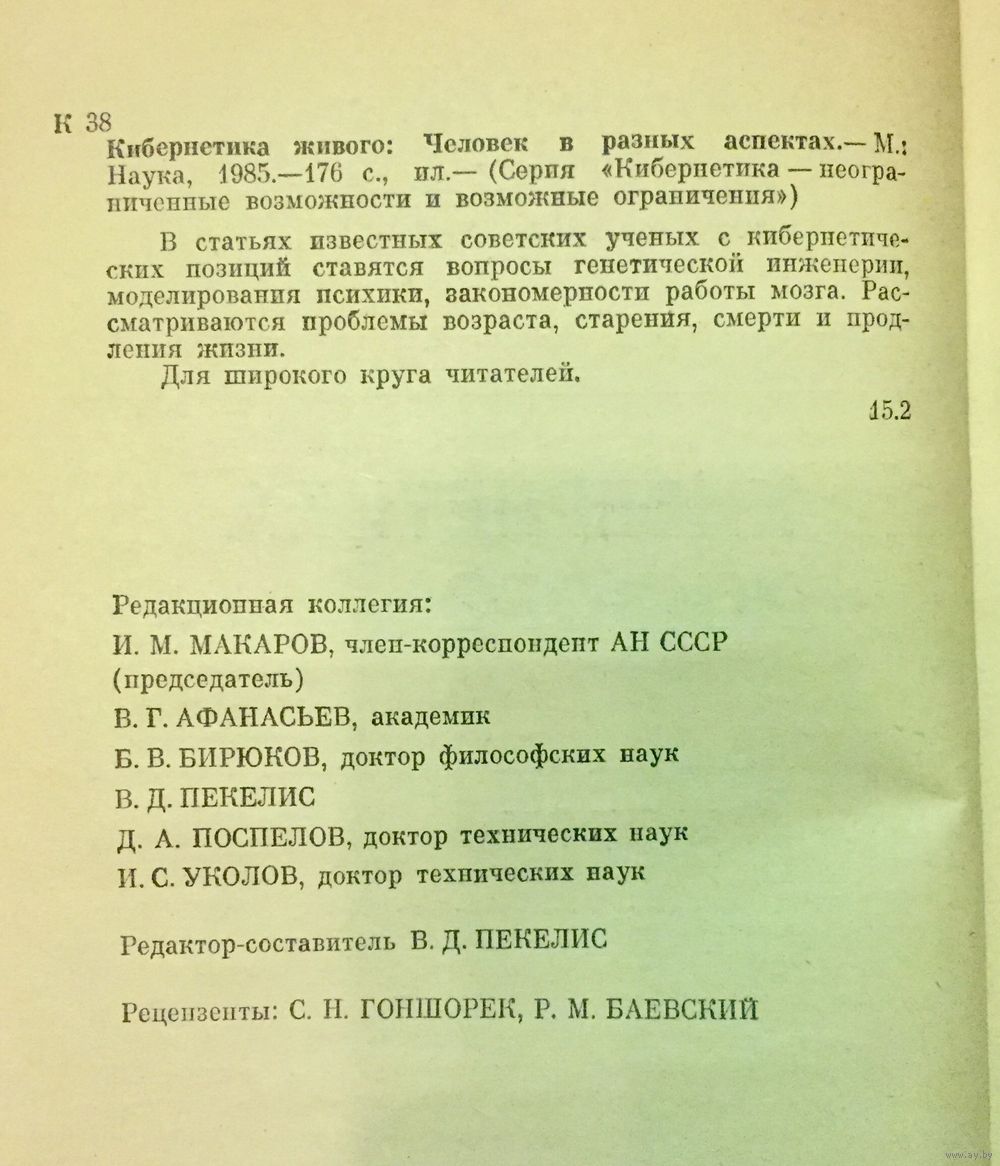 К 38
Кибернетика живого: Человек в разных аспектах.— М.:
Наука, 1985.—176 с., ил.— (Серия «Кибернетика — неогра-
ниченные возможности и возможные ограничения»)
В статьях известных советских ученых с кибернетиче-
ских позиций ставятся вопросы генетической инженерии,
моделирования психики, закономерности работы мозга. Рас-
сматриваются проблемы возраста, старения, смерти и прод-
ления жизни.
Для широкого круга читателей.
15.2
Редакционная коллегия:
И. М. МАКАРОВ, член-корреспондент АН СССР
(председатель)
В. Г. АФАНАСЬЕВ, академик
Б. В. БИРЮКОВ, доктор философских наук
В. Д. ПЕКЕЛИС
Д. А. ПОСПЕЛОВ, доктор технических наук
И. С. УКОЛОВ, доктор технических наук
Редактор-составитель В. Д. ПЕКЕЛИС
Рецензенты: С. Н. ГОНШОРЕК, Р. М. БАЕВСКИЙ
www.ay.by